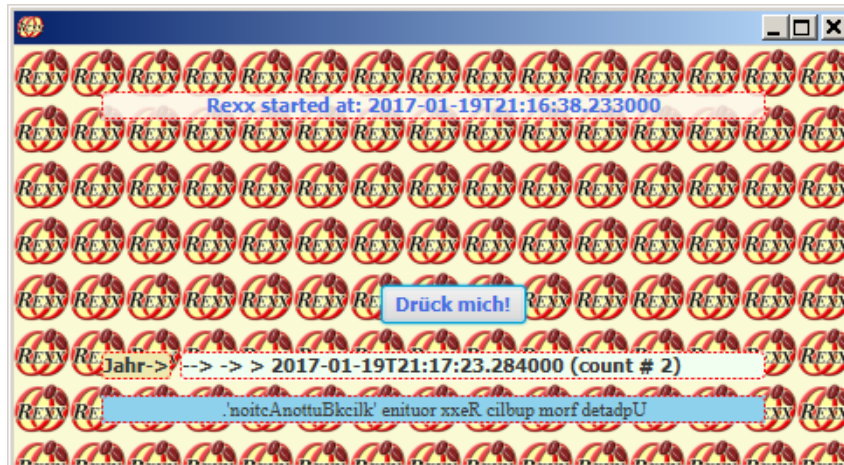 Rexx started at: 2017-01-19T21:16:38.233000
Drück mich!
Jahr-> --> -> > 2017-01-19T21:17:23.284000 (count # 2)
.'noitcAnottuBkcilk' enituor xxeR cilbup morf detadpU